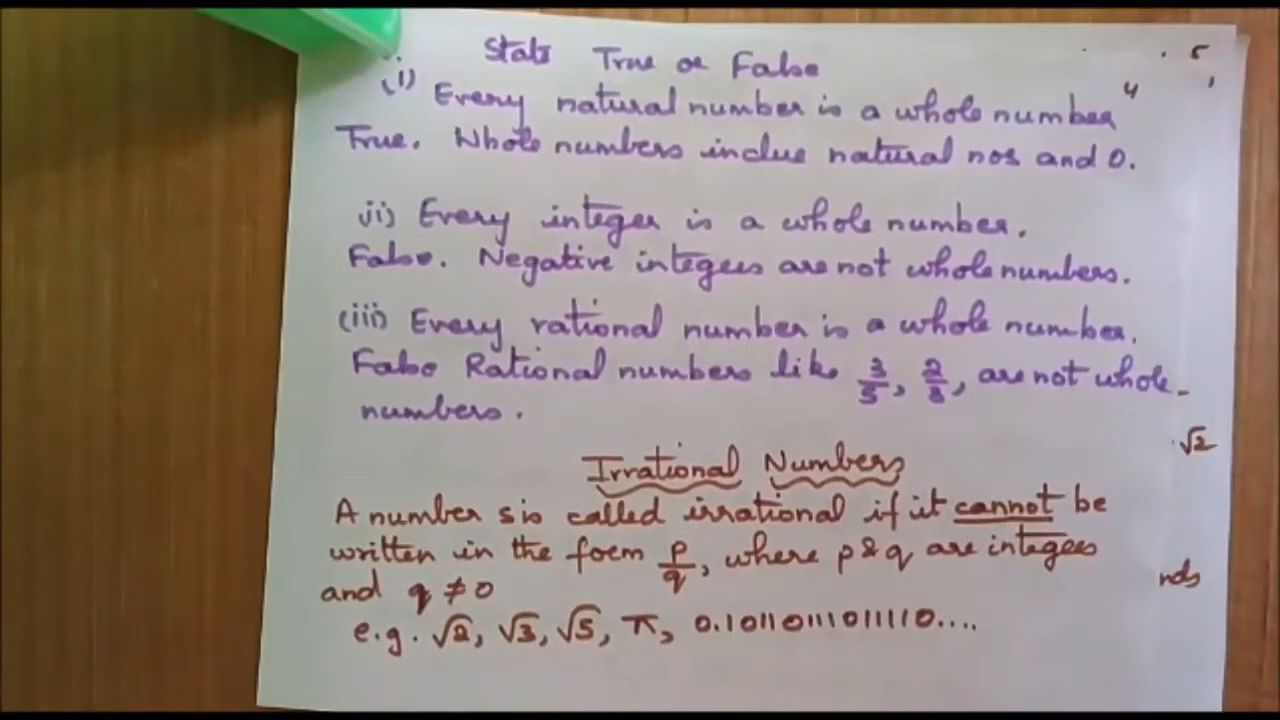 State True or False
(i) Every natural number is a whole number
True. Whole numbers inclue natural nos and 0.
ii) Every integer is a whole number.
False. Negative integers are not whole numbers.
(iii) Every rational number is a whole number.
False Rational numbers like 3/5, 2/3, are not whole
numbers.
√2
Irrational Numbers
A number s is called irrational if it cannot be
written in the form p/q, where p & q are integers
and q ≠ 0
nds
e.g. √2, √3, √5, π, 0.10110111011110....